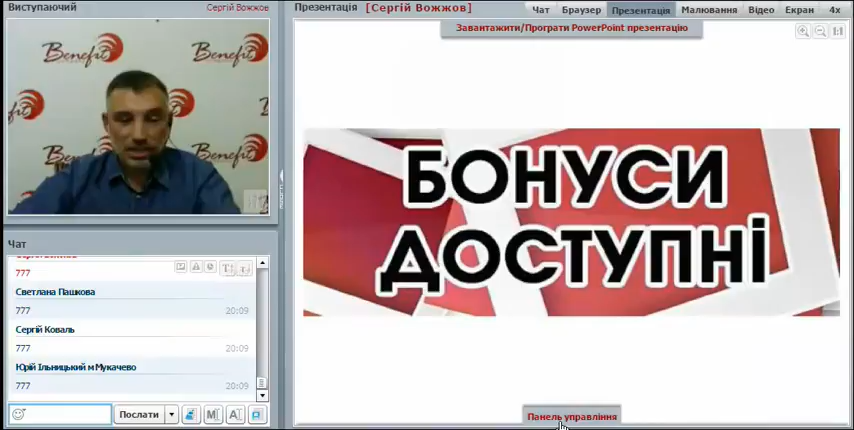 Виступаючий
Сергій Вожжов
Benefit
Benefit
Benefit
Benefit
Чат
777
Светлана Пашкова
777 20:09
Сергій Коваль
777 20:09
Юрій Ільницький м Мукачево
777 20:09
Послати
Презентація [Сергій Вожжов]
Чат Браузер Презентація Малювання Відео Екран 4x
Завантажити/Програти PowerPoint презентацію
1:1
БОНУСИ
ДОСТУПНІ
Панель управління